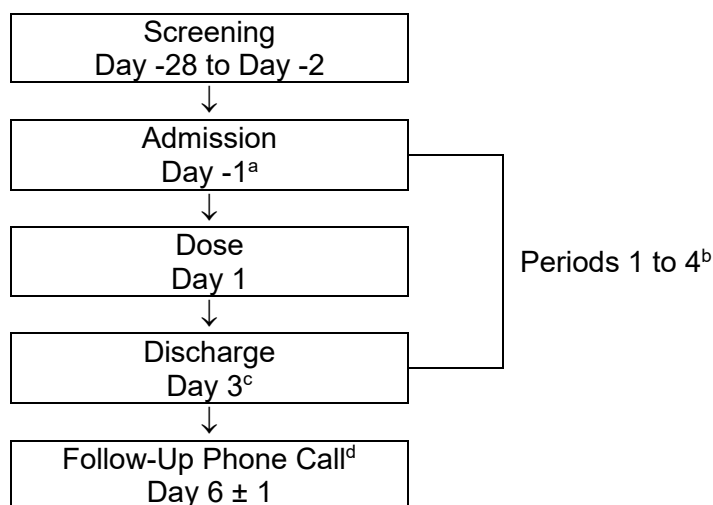 Screening
Day -28 to Day -2
↓
Admission
Day -1ᵃ
↓
Dose
Day 1
↓
Discharge
Day 3ᶜ
↓
Follow-Up Phone Callᵈ
Day 6 ± 1
Periods 1 to 4ᵇ